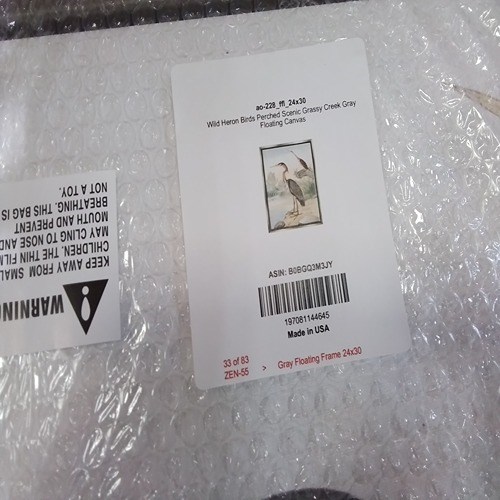 ao-228_ffl_24x30
Wild Heron Birds Perched Scenic Grassy Creek Gray
Floating Canvas
ASIN: B0BGQ3M3JY
197081144645
Made in USA
33 of 83
ZEN-55 > Gray Floating Frame 24x30
WARNIN
KEEP AWAY FROM SMAL
CHILDREN. THE THIN FILM
MAY CLING TO NOSE AND
MOUTH AND PREVENT
BREATHING. THIS BAG IS
NOT A TOY.